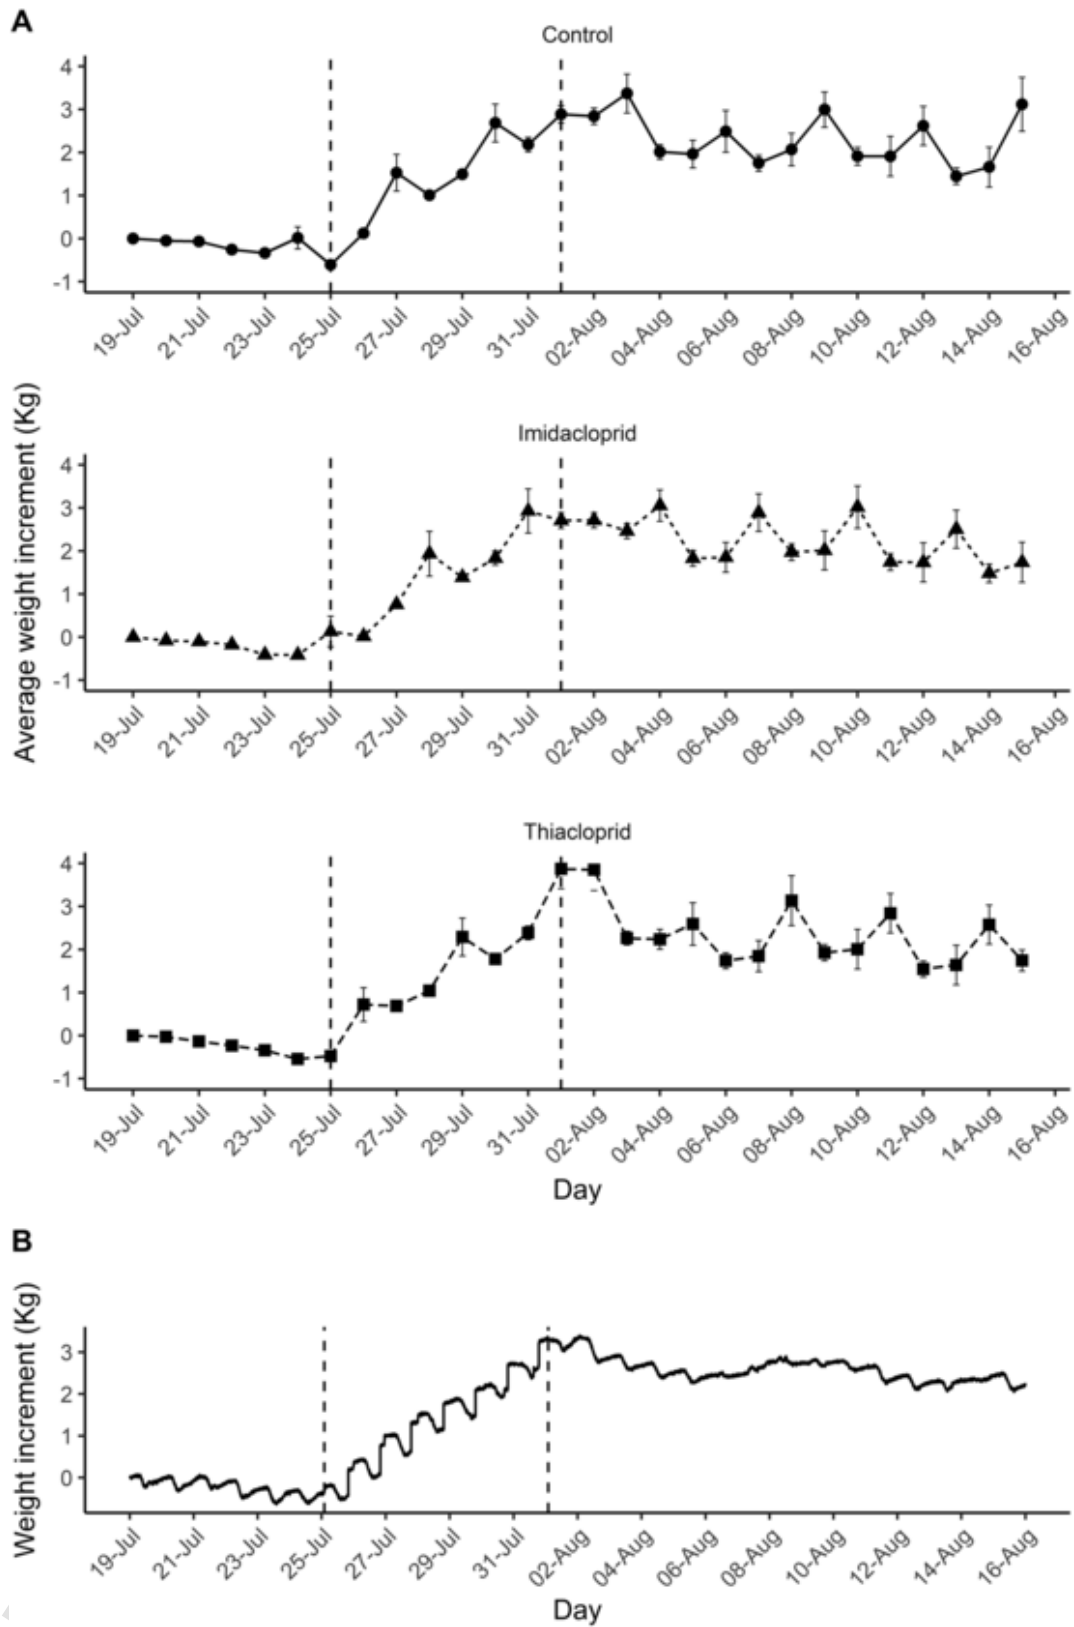 A
Control
4
3
2
1
0
-1
19-Jul
21-Jul
23-Jul
25-Jul
27-Jul
29-Jul
31-Jul
02-Aug
04-Aug
06-Aug
08-Aug
10-Aug
12-Aug
14-Aug
16-Aug
Average weight increment (Kg)
Imidacloprid
4
3
2
1
0
-1
19-Jul
21-Jul
23-Jul
25-Jul
27-Jul
29-Jul
31-Jul
02-Aug
04-Aug
06-Aug
08-Aug
10-Aug
12-Aug
14-Aug
16-Aug
Thiacloprid
4
3
2
1
0
-1
19-Jul
21-Jul
23-Jul
25-Jul
27-Jul
29-Jul
31-Jul
02-Aug
04-Aug
06-Aug
08-Aug
10-Aug
12-Aug
14-Aug
16-Aug
Day
B
Weight increment (Kg)
3
2
1
0
19-Jul
21-Jul
23-Jul
25-Jul
27-Jul
29-Jul
31-Jul
02-Aug
04-Aug
06-Aug
08-Aug
10-Aug
12-Aug
14-Aug
16-Aug
Day